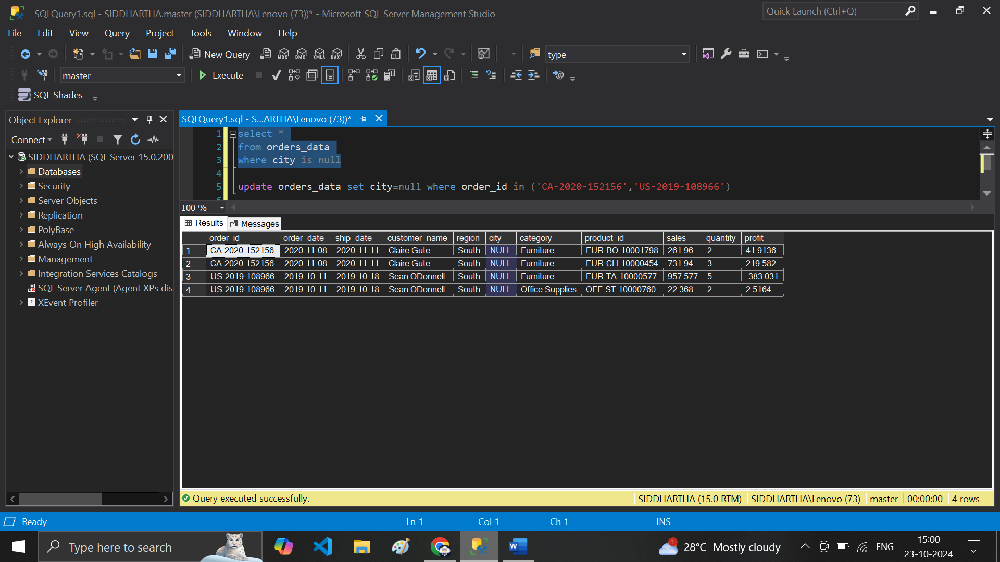 SQLQuery1.sql - SIDDHARTHA.master (SIDDHARTHA\Lenovo (73))* - Microsoft SQL Server Management Studio
Quick Launch (Ctrl+Q)
File Edit View Query Project Tools Window Help
New Query MDX DMX XMLA DAX type
master Execute
SQL Shades
Object Explorer
Connect
SIDDHARTHA (SQL Server 15.0.200
Databases
Security
Server Objects
Replication
PolyBase
Always On High Availability
Management
Integration Services Catalogs
SQL Server Agent (Agent XPs dis
XEvent Profiler
SQLQuery1.sql - S...ARTHA\Lenovo (73))*
1 select *
2 from orders_data
3 where city is null
4
5 update orders_data set city=null where order_id in ('CA-2020-152156','US-2019-108966')
6
100 %
Results Messages
order_id order_date ship_date customer_name region city category product_id sales quantity profit
1 CA-2020-152156 2020-11-08 2020-11-11 Claire Gute South NULL Furniture FUR-BO-10001798 261.96 2 41.9136
2 CA-2020-152156 2020-11-08 2020-11-11 Claire Gute South NULL Furniture FUR-CH-10000454 731.94 3 219.582
3 US-2019-108966 2019-10-11 2019-10-18 Sean ODonnell South NULL Furniture FUR-TA-10000577 957.577 5 -383.031
4 US-2019-108966 2019-10-11 2019-10-18 Sean ODonnell South NULL Office Supplies OFF-ST-10000760 22.368 2 2.5164
Query executed successfully. SIDDHARTHA (15.0 RTM) SIDDHARTHA\Lenovo (73) master 00:00:00 4 rows
Ready Ln 1 Col 1 Ch 1 INS
Type here to search
1 28°C Mostly cloudy ENG
15:00
23-10-2024